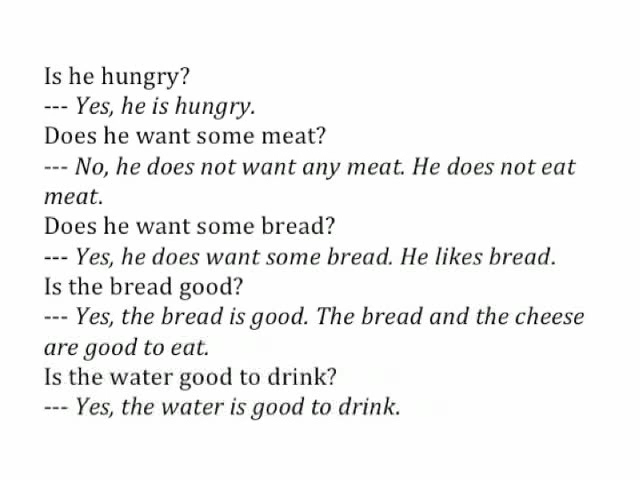 Is he hungry?
--- Yes, he is hungry.
Does he want some meat?
--- No, he does not want any meat. He does not eat
meat.
Does he want some bread?
--- Yes, he does want some bread. He likes bread.
Is the bread good?
--- Yes, the bread is good. The bread and the cheese
are good to eat.
Is the water good to drink?
--- Yes, the water is good to drink.